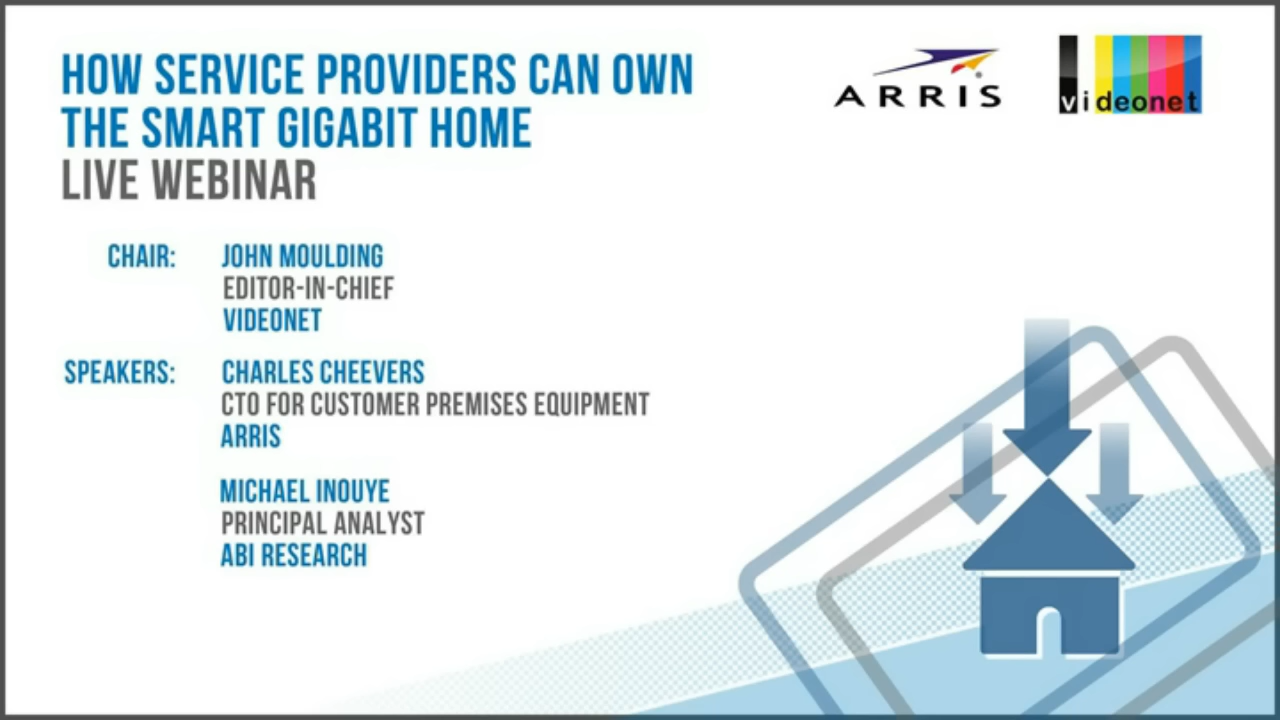 HOW SERVICE PROVIDERS CAN OWN
THE SMART GIGABIT HOME
LIVE WEBINAR
ARRIS
videonet
CHAIR: JOHN MOULDING
EDITOR-IN-CHIEF
VIDEONET
SPEAKERS: CHARLES CHEEVERS
CTO FOR CUSTOMER PREMISES EQUIPMENT
ARRIS
MICHAEL INOUYE
PRINCIPAL ANALYST
ABI RESEARCH